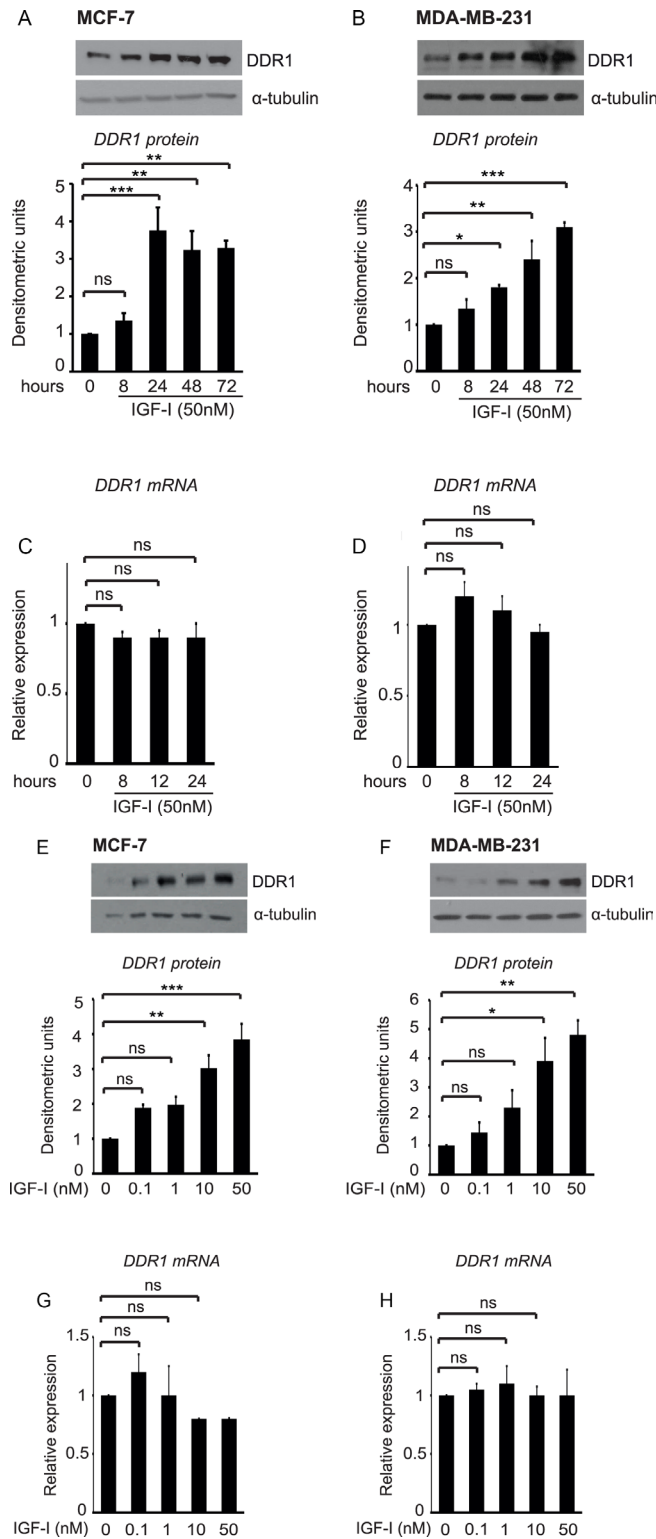 A MCF-7
DDR1
α-tubulin
DDR1 protein
**
**
***
ns
Densitometric units
5
4
3
2
1
0
hours 0 8 24 48 72
IGF-I (50nM)
B MDA-MB-231
DDR1
α-tubulin
DDR1 protein
***
**
*
ns
Densitometric units
4
3
2
1
0
hours 0 8 24 48 72
IGF-I (50nM)
DDR1 mRNA
C
ns
ns
ns
Relative expression
1
0.5
0
hours 0 8 12 24
IGF-I (50nM)
DDR1 mRNA
D
ns
ns
ns
Relative expression
1
0.5
0
hours 0 8 12 24
IGF-I (50nM)
E MCF-7
DDR1
α-tubulin
DDR1 protein
***
**
ns
ns
Densitometric units
5
4
3
2
1
0
IGF-I (nM) 0 0.1 1 10 50
F MDA-MB-231
DDR1
α-tubulin
DDR1 protein
**
*
ns
ns
Densitometric units
6
5
4
3
2
1
0
IGF-I (nM) 0 0.1 1 10 50
DDR1 mRNA
G
ns
ns
ns
Relative expression
1.5
1
0.5
0
IGF-I (nM) 0 0.1 1 10 50
DDR1 mRNA
H
ns
ns
ns
Relative expression
1.5
1
0.5
0
IGF-I (nM) 0 0.1 1 10 50